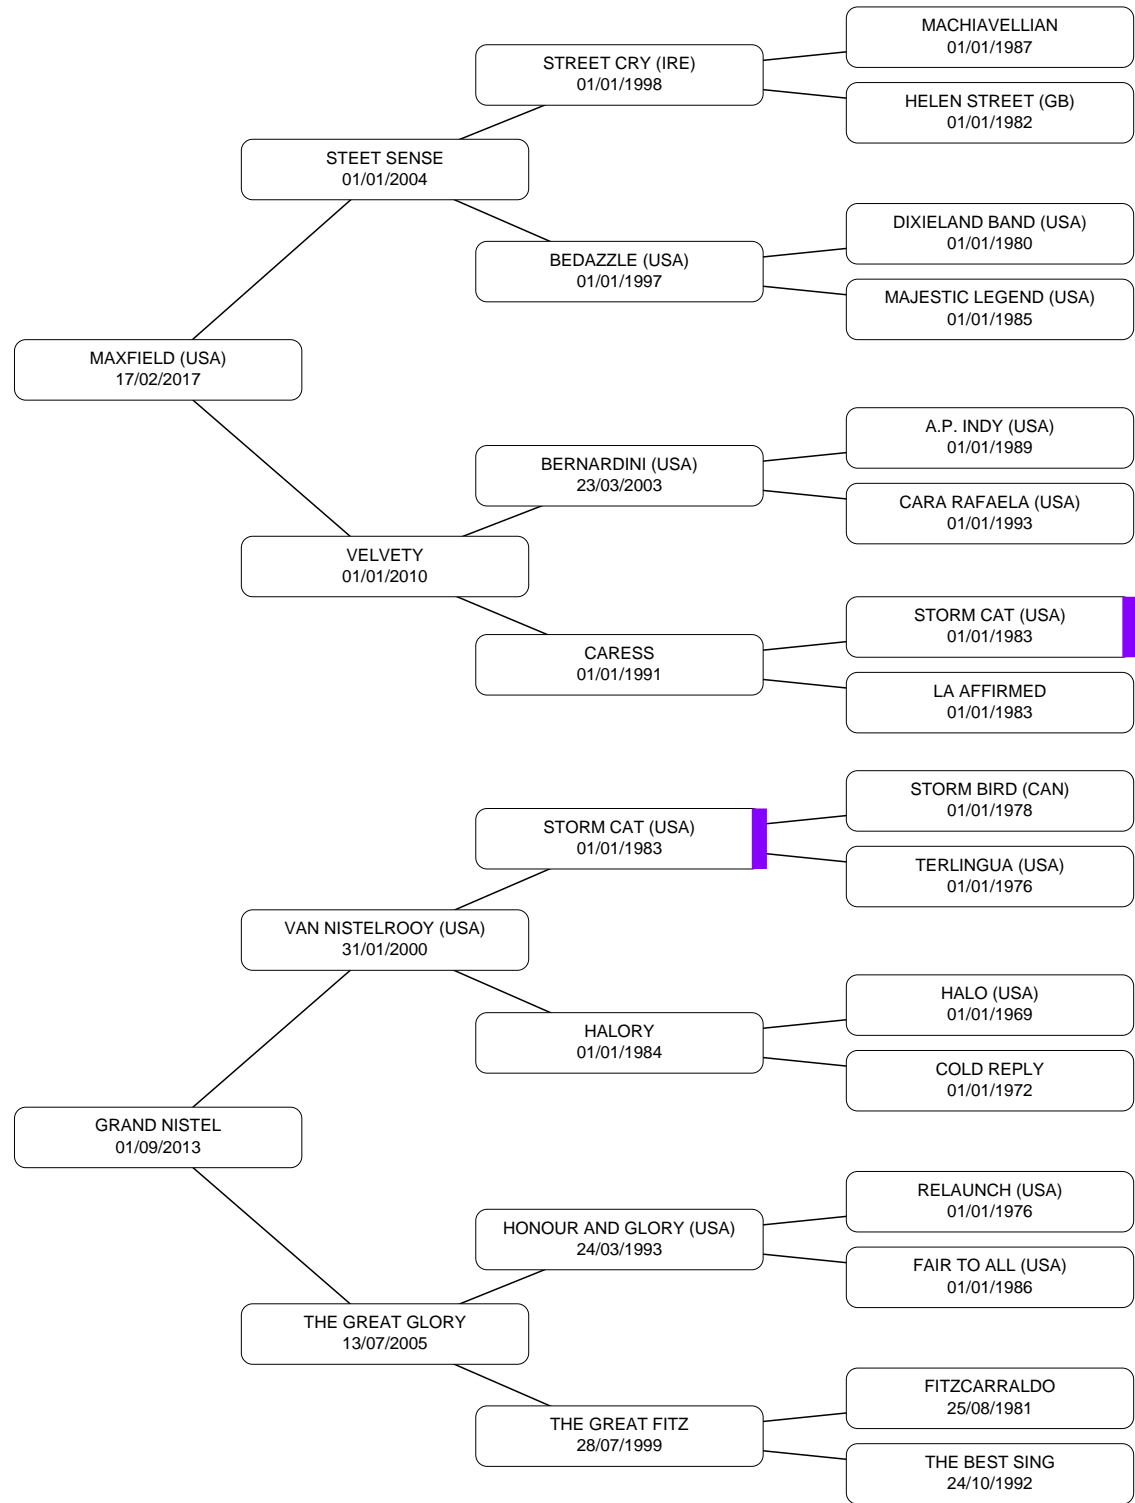 MACHIAVELLIAN
01/01/1987
STREET CRY (IRE)
01/01/1998
HELEN STREET (GB)
01/01/1982
STEET SENSE
01/01/2004
DIXIELAND BAND (USA)
01/01/1980
BEDAZZLE (USA)
01/01/1997
MAJESTIC LEGEND (USA)
01/01/1985
MAXFIELD (USA)
17/02/2017
A.P. INDY (USA)
01/01/1989
BERNARDINI (USA)
23/03/2003
CARA RAFAELA (USA)
01/01/1993
VELVETY
01/01/2010
STORM CAT (USA)
01/01/1983
CARESS
01/01/1991
LA AFFIRMED
01/01/1983
STORM BIRD (CAN)
01/01/1978
STORM CAT (USA)
01/01/1983
TERLINGUA (USA)
01/01/1976
VAN NISTELROOY (USA)
31/01/2000
HALO (USA)
01/01/1969
HALORY
01/01/1984
COLD REPLY
01/01/1972
GRAND NISTEL
01/09/2013
RELAUNCH (USA)
01/01/1976
HONOUR AND GLORY (USA)
24/03/1993
FAIR TO ALL (USA)
01/01/1986
THE GREAT GLORY
13/07/2005
FITZCARRALDO
25/08/1981
THE GREAT FITZ
28/07/1999
THE BEST SING
24/10/1992